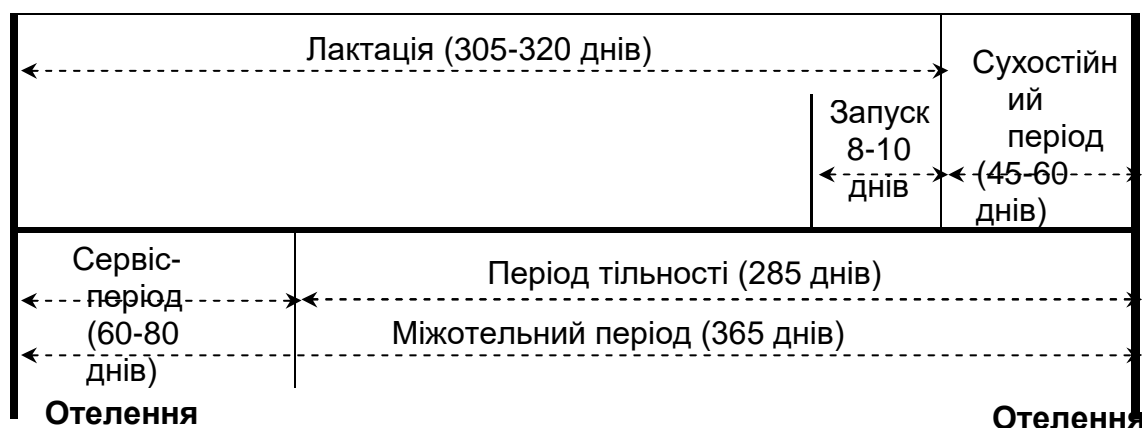 Лактація (305-320 днів)
Сухостійн
ий
період
(45-60
днів)
Запуск
8-10
днів
Сервіс-
період
(60-80
днів)
Період тільності (285 днів)
Міжотельний період (365 днів)
Отелення
Отелення